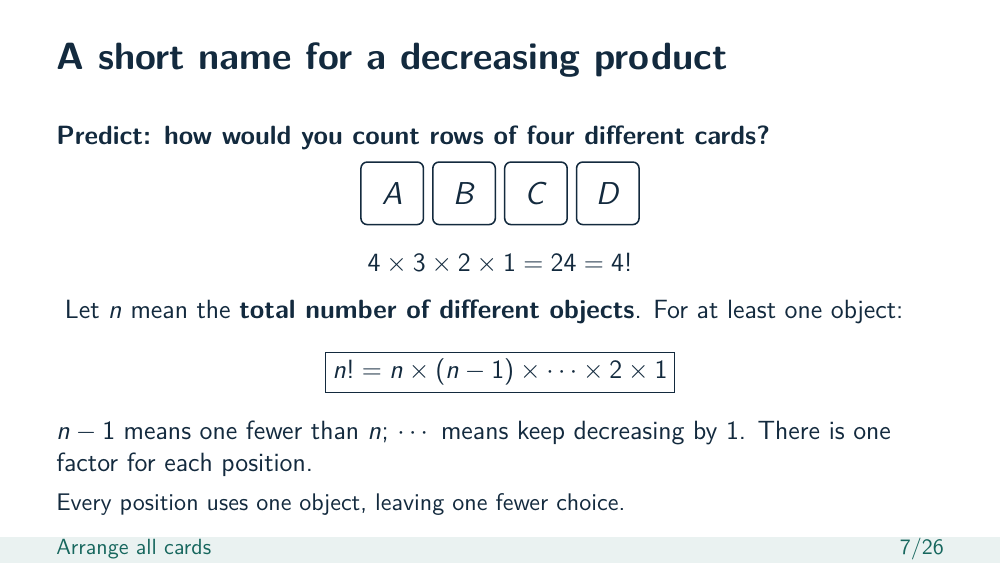 A short name for a decreasing product
Predict: how would you count rows of four different cards?
A B C D
4 × 3 × 2 × 1 = 24 = 4!
Let n mean the total number of different objects. For at least one object:
n! = n × (n − 1) × ··· × 2 × 1
n − 1 means one fewer than n; ··· means keep decreasing by 1. There is one
factor for each position.
Every position uses one object, leaving one fewer choice.
Arrange all cards 7/26